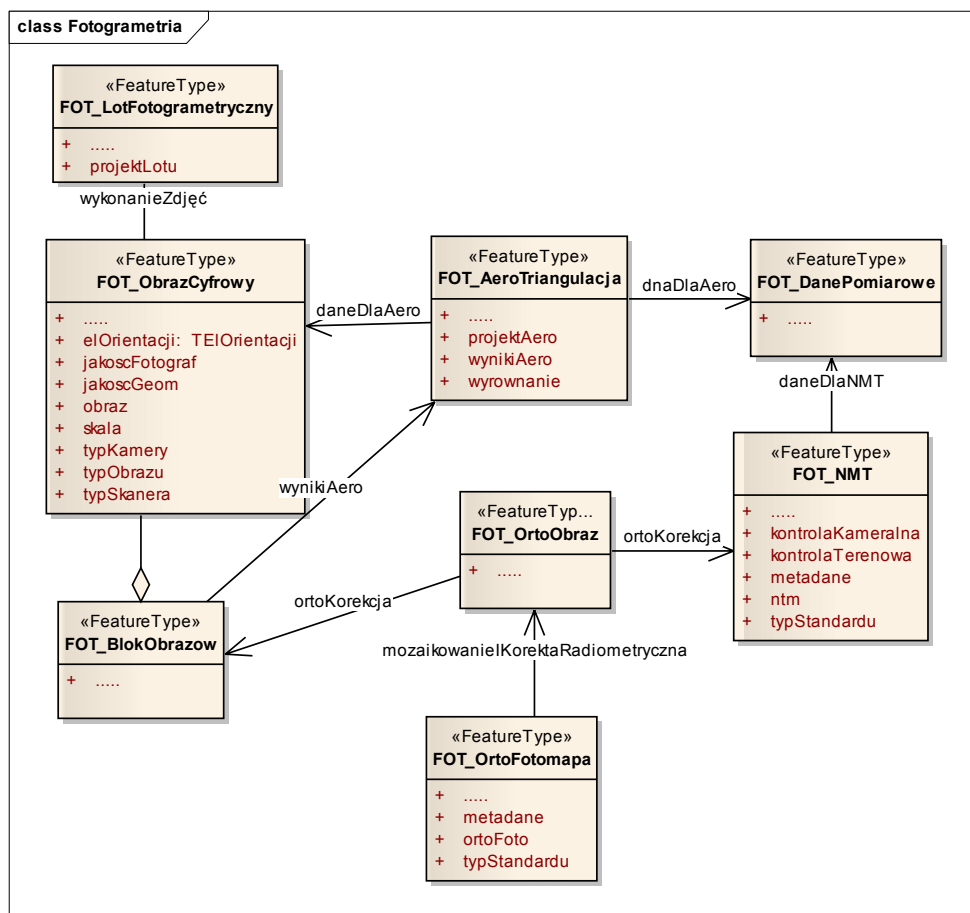 class Fotogrametria
«FeatureType»
FOT_LotFotogrametryczny
+ .....
+ projektLotu
wykonanieZdjęć
«FeatureType»
FOT_ObrazCyfrowy
+ .....
+ elOrientacji: TElOrientacji
+ jakoscFotograf
+ jakoscGeom
+ obraz
+ skala
+ typKamery
+ typObrazu
+ typSkanera
daneDlaAero
«FeatureType»
FOT_AeroTriangulacja
+ .....
+ projektAero
+ wynikiAero
+ wyrownanie
dnaDlaAero
«FeatureType»
FOT_DanePomiarowe
+ .....
daneDlaNMT
«FeatureType»
FOT_NMT
+ .....
+ kontrolaKameralna
+ kontrolaTerenowa
+ metadane
+ ntm
+ typStandardu
wynikiAero
«FeatureTyp...
FOT_OrtoObraz
+ .....
ortoKorekcja
ortoKorekcja
«FeatureType»
FOT_BlokObrazow
+ .....
mozaikowanieIKorektaRadiometryczna
«FeatureType»
FOT_OrtoFotomapa
+ .....
+ metadane
+ ortoFoto
+ typStandardu